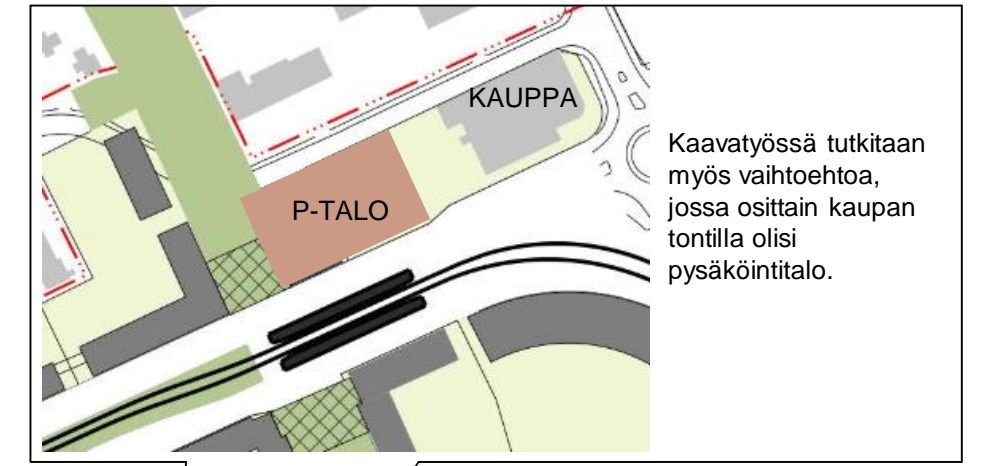 KAUPPA
P-TALO
Kaavatyössä tutkitaan
myös vaihtoehtoa,
jossa osittain kaupan
tontilla olisi
pysäköintitalo.